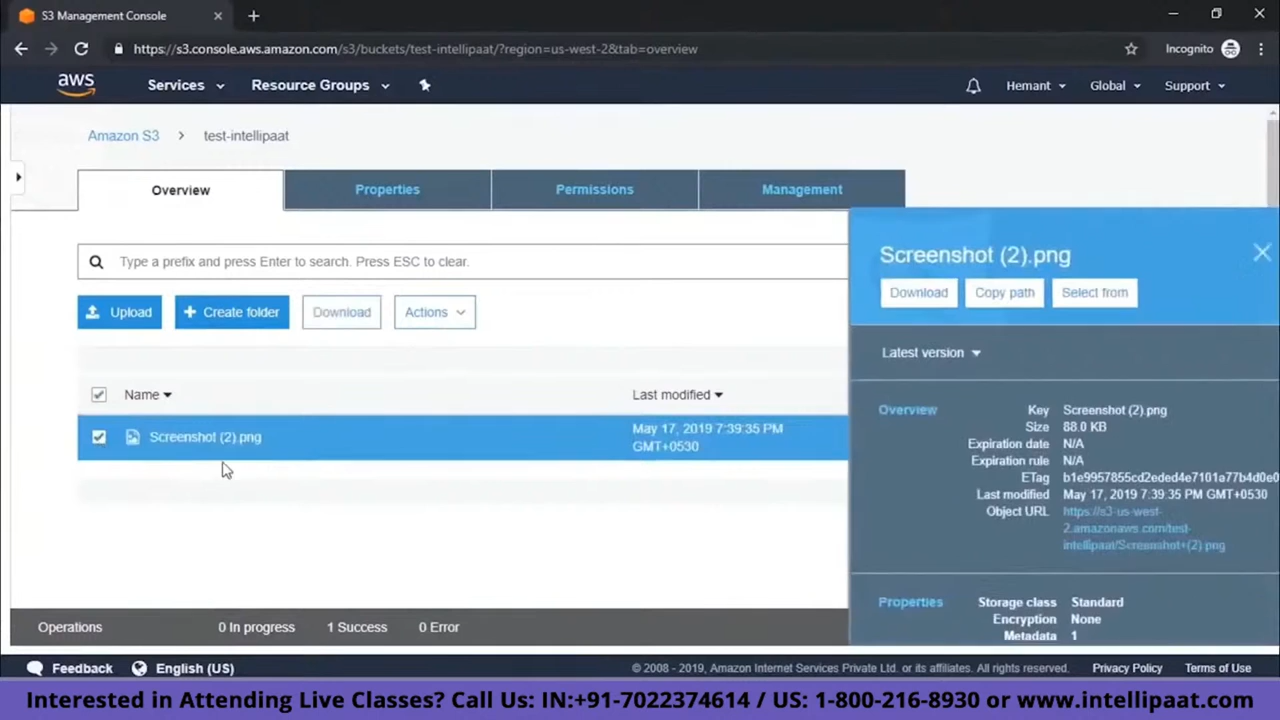 S3 Management Console
https://s3.console.aws.amazon.com/s3/buckets/test-intellipaat/?region=us-west-2&tab=overview
Incognito
aws
Services
Resource Groups
Hemant
Global
Support
Amazon S3
test-intellipaat
Overview
Properties
Permissions
Management
Type a prefix and press Enter to search. Press ESC to clear.
Upload
Create folder
Download
Actions
Name
Last modified
Screenshot (2).png
May 17, 2019 7:39:35 PM
GMT+0530
Screenshot (2).png
Download
Copy path
Select from
Latest version
Overview
Key Screenshot (2).png
Size 88.0 KB
Expiration date N/A
Expiration rule N/A
ETag b1e9957855cd2eded4e7101a77b4d0e0
Last modified May 17, 2019 7:39:35 PM GMT+0530
Object URL https://s3-us-west-
2.amazonaws.com/test-
intellipaat/Screenshot+(2).png
Properties
Storage class Standard
Encryption None
Metadata 1
Operations
0 In progress
1 Success
0 Error
Feedback
English (US)
© 2008 - 2019, Amazon Internet Services Private Ltd. or its affiliates. All rights reserved.
Privacy Policy
Terms of Use
Interested in Attending Live Classes? Call Us: IN:+91-7022374614 / US: 1-800-216-8930 or www.intellipaat.com